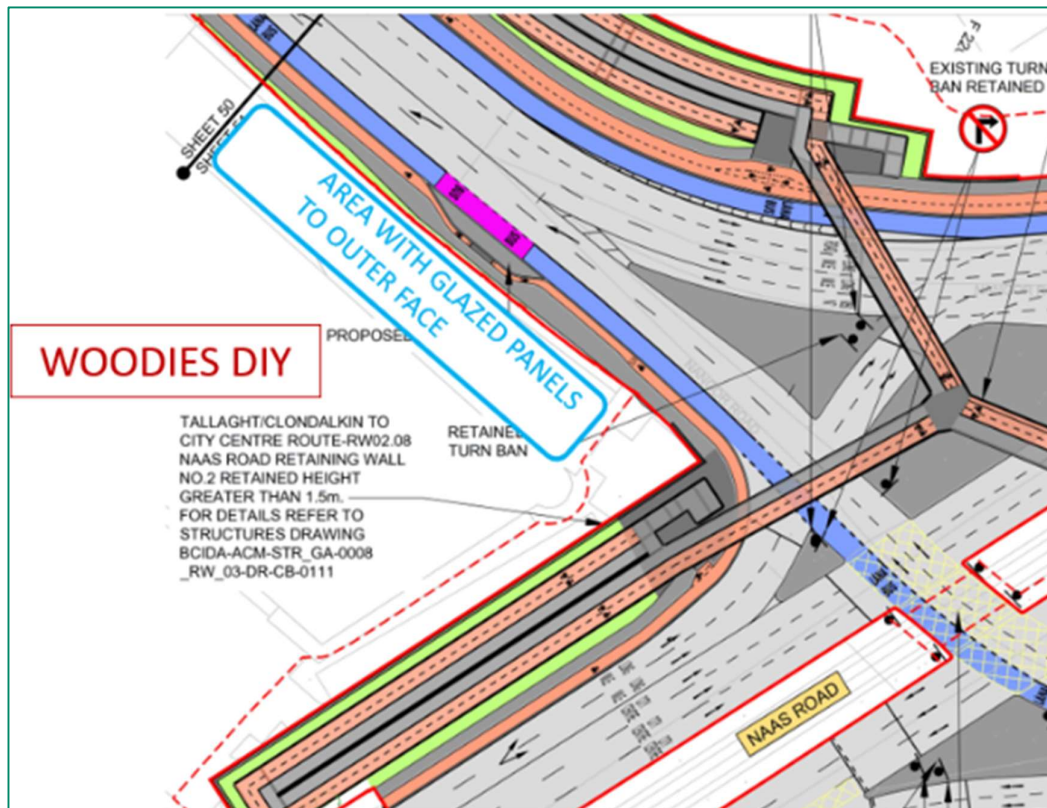 SHEET 50
F 22
EXISTING TURN
BAN RETAINED
AREA WITH GLAZED PANELS
TO OUTER FACE
PROPOSED
WOODIES DIY
TALLAGHT/CLONDALKIN TO
CITY CENTRE ROUTE-RW02.08
NAAS ROAD RETAINING WALL
NO.2 RETAINED HEIGHT
GREATER THAN 1.5m.
FOR DETAILS REFER TO
STRUCTURES DRAWING
BCIDA-ACM-STR_GA-0008
_RW_03-DR-CB-0111
RETAINED
TURN BAN
NAAS ROAD